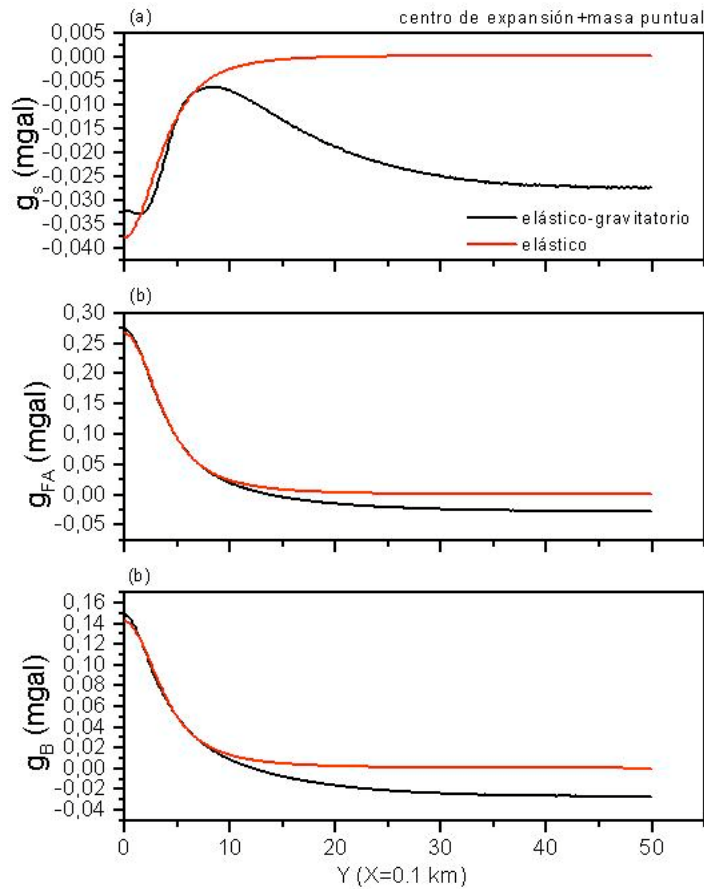 (a)
centro de expansión+masa puntual
0,005
0,000
-0,005
-0,010
-0,015
-0,020
-0,025
-0,030
-0,035
-0,040
g_s (mgal)
elástico-gravitatorio
elástico
(b)
0,30
0,25
0,20
0,15
0,10
0,05
0,00
-0,05
g_FA (mgal)
(b)
0,16
0,14
0,12
0,10
0,08
0,06
0,04
0,02
0,00
-0,02
-0,04
g_B (mgal)
0 10 20 30 40 50
Y (X=0.1 km)